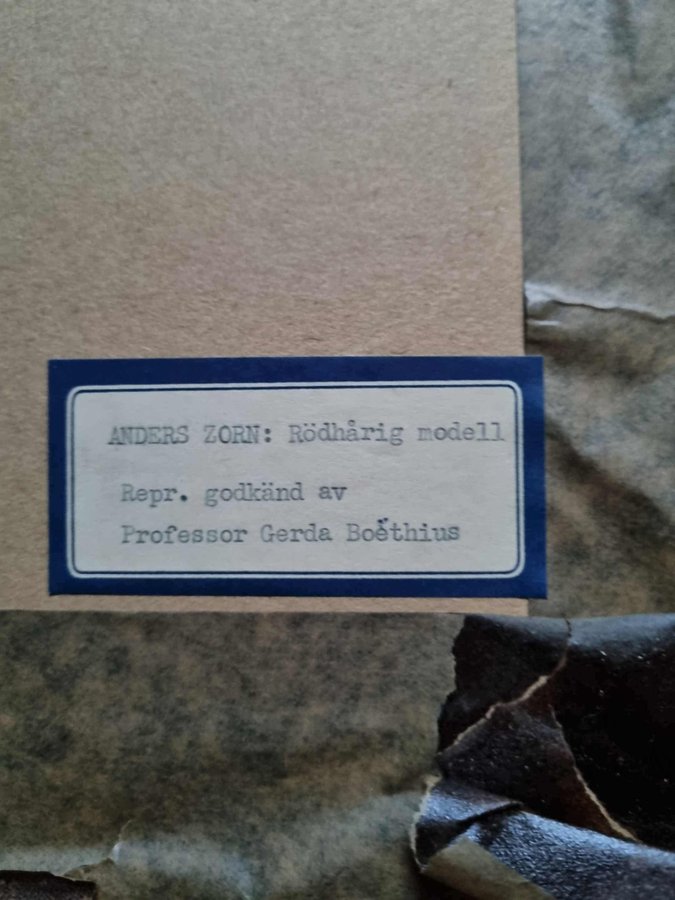 ANDERS ZORN: Rödhårig modell
Repr. godkänd av
Professor Gerda Boëthius